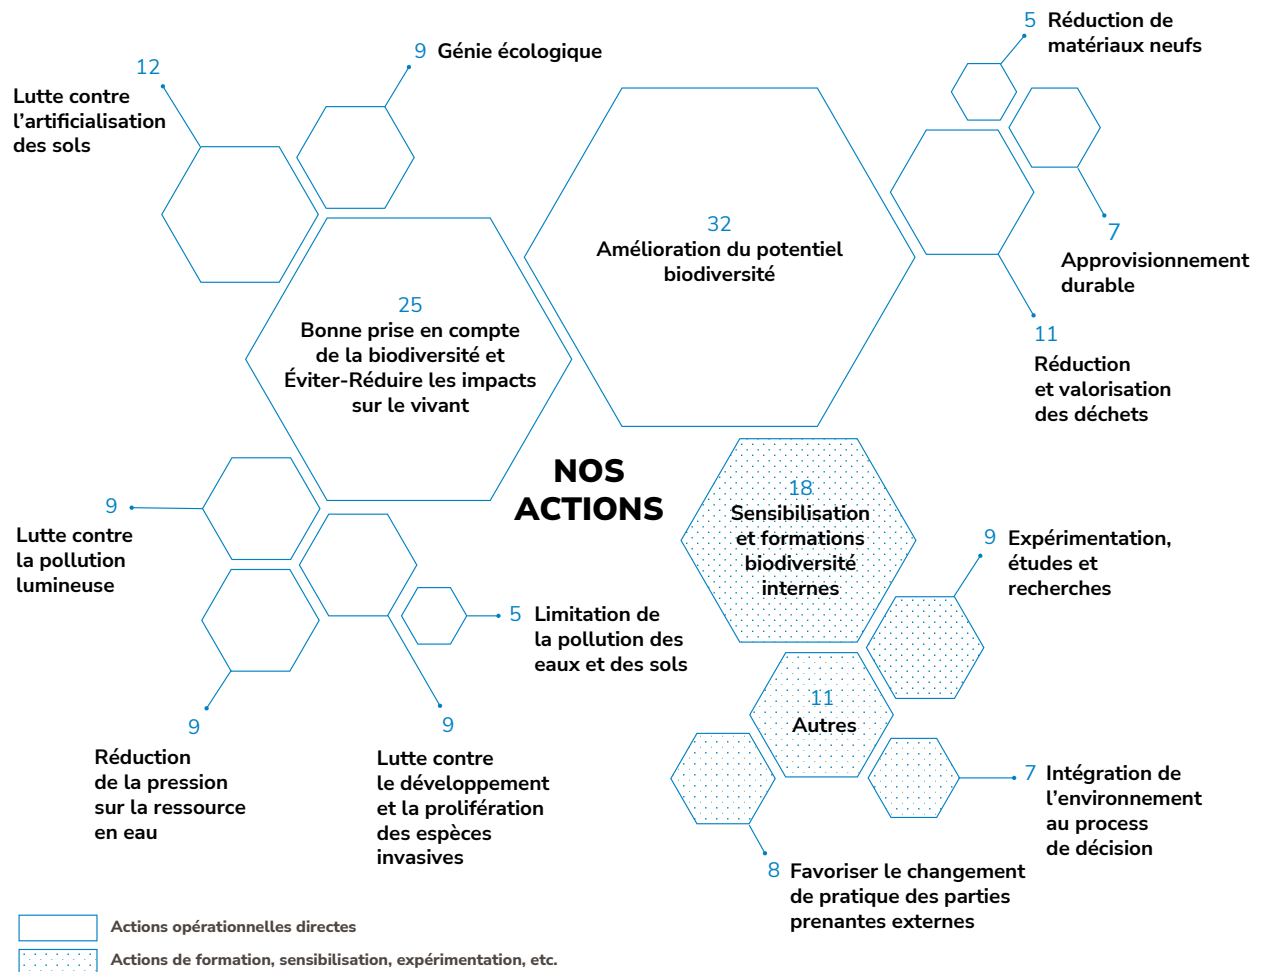 5 Réduction de
matériaux neufs
9 Génie écologique
12
Lutte contre
l’artificialisation
des sols
32
Amélioration du potentiel
biodiversité
7
Approvisionnement
durable
25
Bonne prise en compte
de la biodiversité et
Éviter-Réduire les impacts
sur le vivant
11
Réduction
et valorisation
des déchets
NOS
ACTIONS
18
Sensibilisation
et formations
biodiversité
internes
9
Lutte contre
la pollution
lumineuse
9 Expérimentation,
études et
recherches
5 Limitation de
la pollution des
eaux et des sols
11
Autres
9
Réduction
de la pression
sur la ressource
en eau
9
Lutte contre
le développement
et la prolifération
des espèces
invasives
7 Intégration de
l’environnement
au process
de décision
8 Favoriser le changement
de pratique des parties
prenantes externes
Actions opérationnelles directes
Actions de formation, sensibilisation, expérimentation, etc.